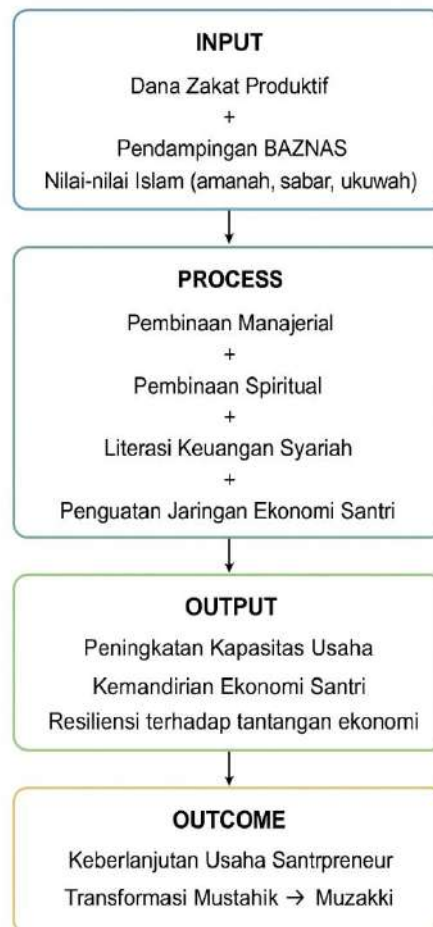 INPUT
Dana Zakat Produktif
+
Pendampingan BAZNAS
Nilai-nilai Islam (amanah, sabar, ukuwah)
PROCESS
Pembinaan Manajerial
+
Pembinaan Spiritual
+
Literasi Keuangan Syariah
+
Penguatan Jaringan Ekonomi Santri
OUTPUT
Peningkatan Kapasitas Usaha
Kemandirian Ekonomi Santri
Resiliensi terhadap tantangan ekonomi
OUTCOME
Keberlanjutan Usaha Santrpreneur
Transformasi Mustahik → Muzakki